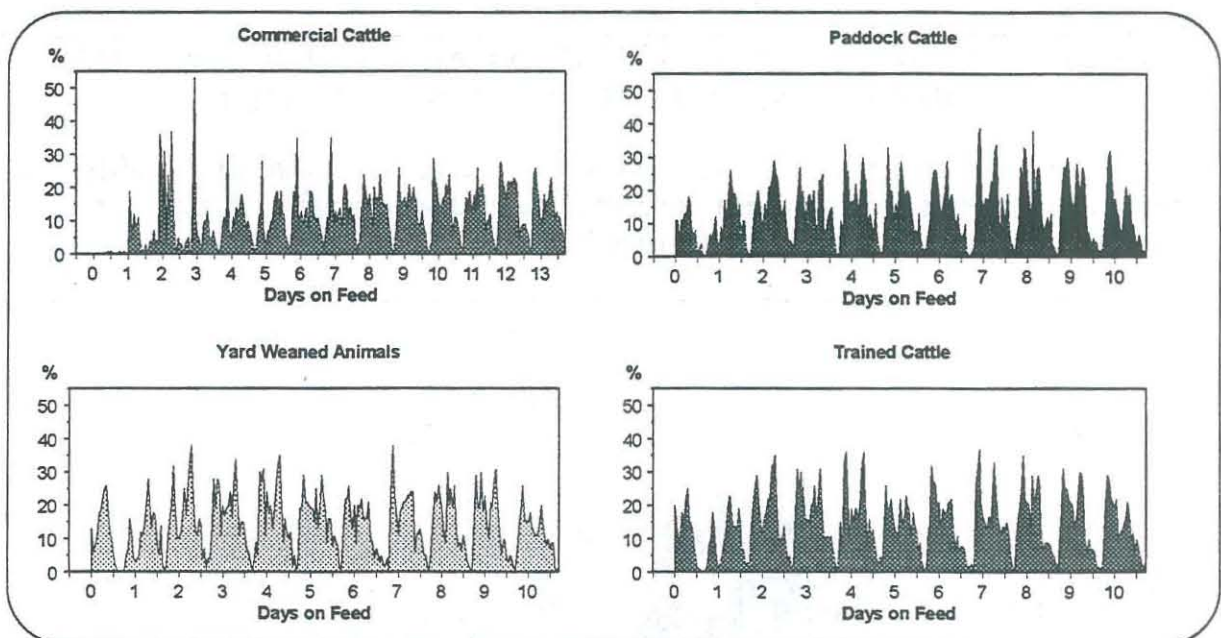 Commercial Cattle
%
50
40
30
20
10
0
0 1 2 3 4 5 6 7 8 9 10 11 12 13
Days on Feed
Paddock Cattle
%
50
40
30
20
10
0
0 1 2 3 4 5 6 7 8 9 10
Days on Feed
Yard Weaned Animals
%
50
40
30
20
10
0
0 1 2 3 4 5 6 7 8 9 10
Days on Feed
Trained Cattle
%
50
40
30
20
10
0
0 1 2 3 4 5 6 7 8 9 10
Days on Feed